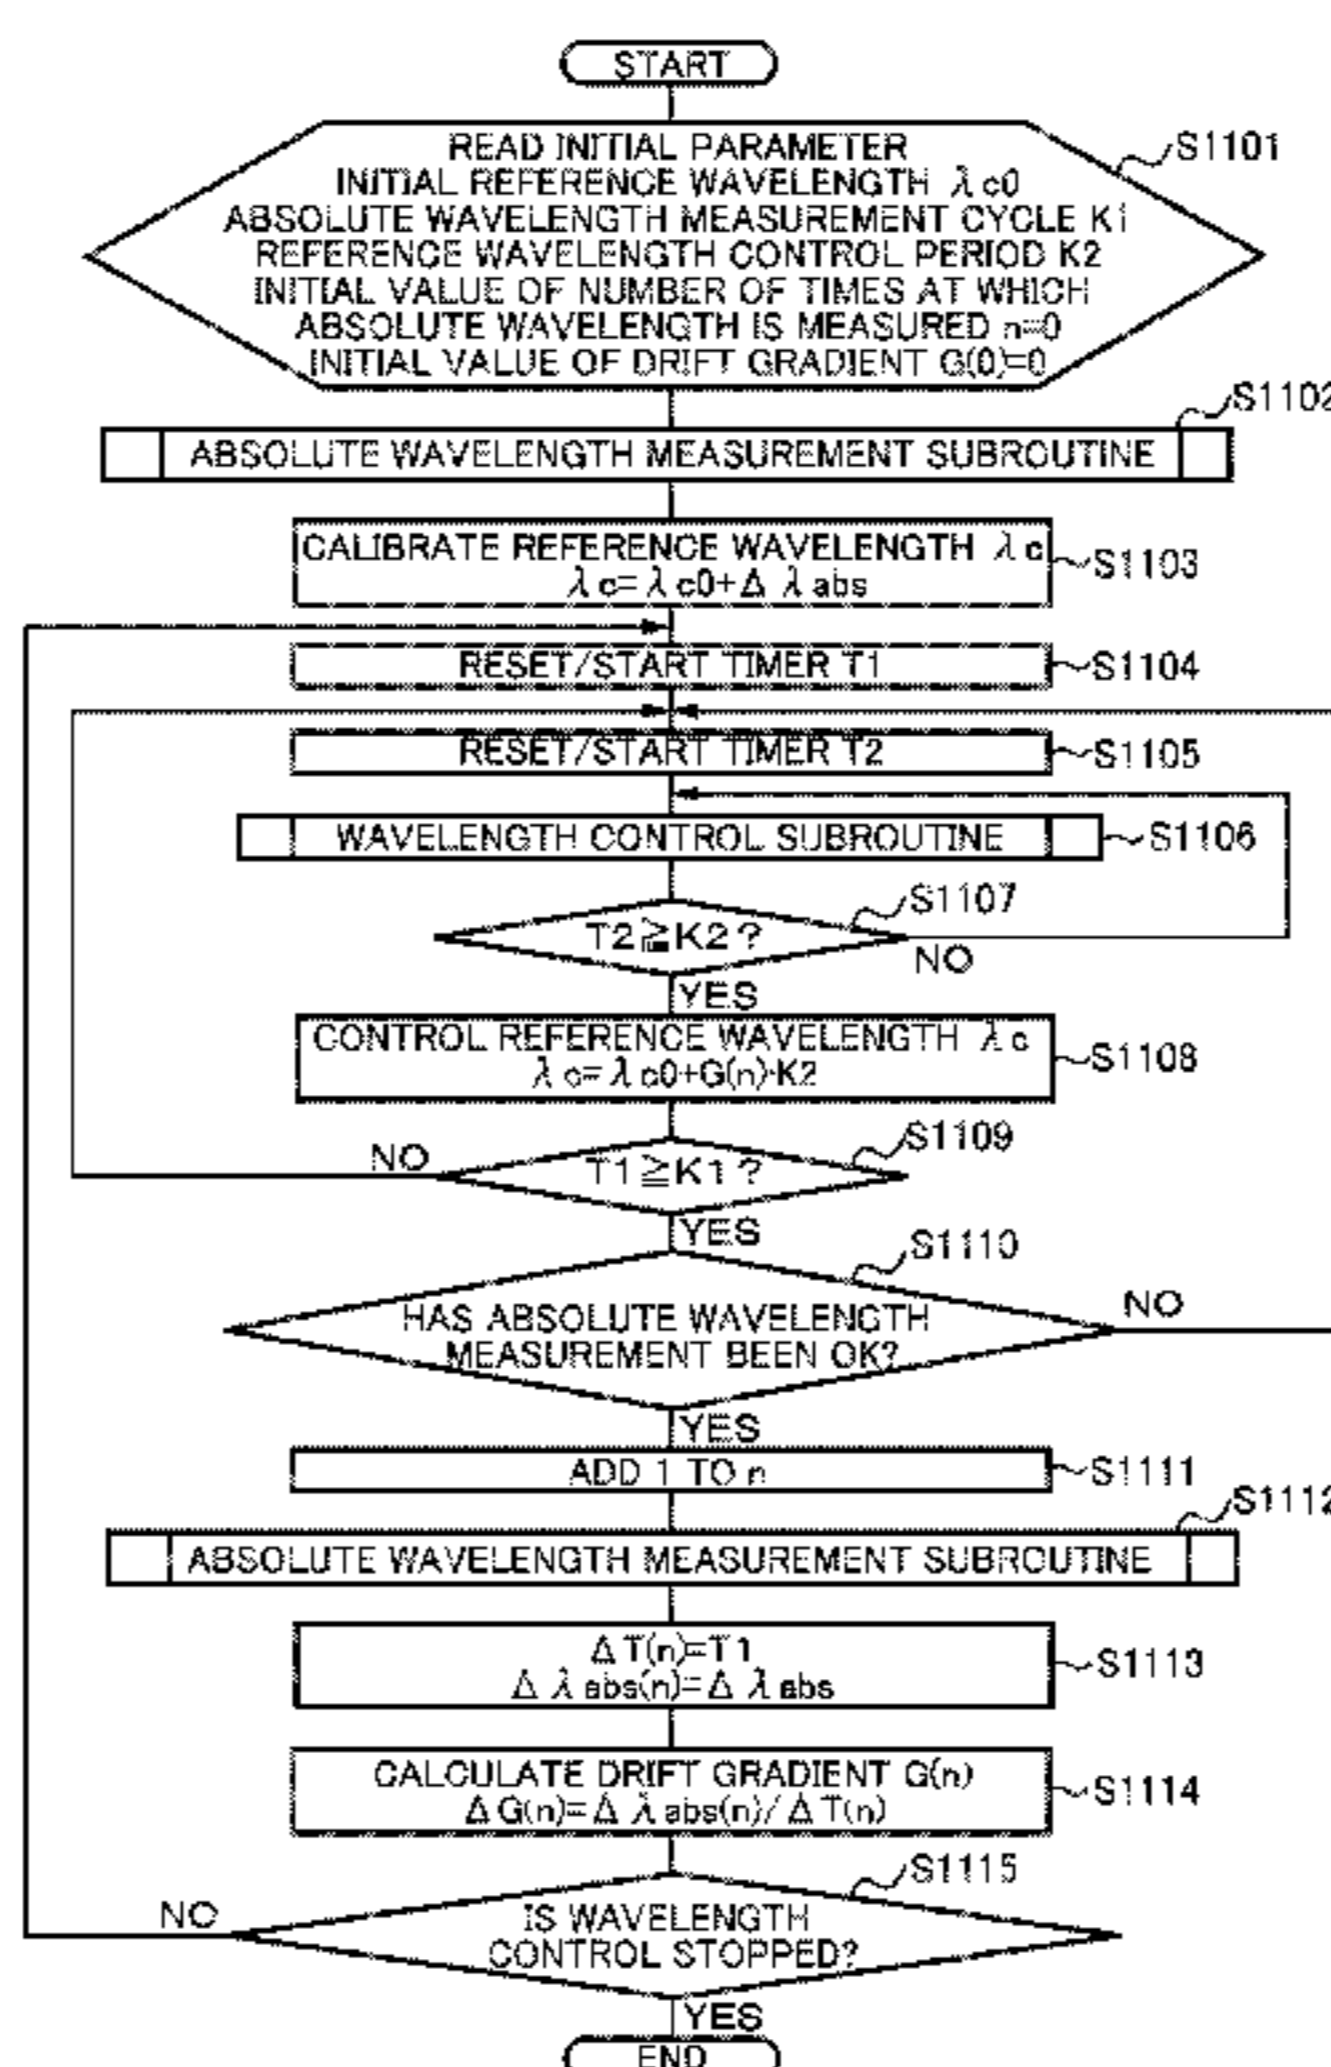 START
READ INITIAL PARAMETER
INITIAL REFERENCE WAVELENGTH λc0
ABSOLUTE WAVELENGTH MEASUREMENT CYCLE K1
REFERENCE WAVELENGTH CONTROL PERIOD K2
INITIAL VALUE OF NUMBER OF TIMES AT WHICH
ABSOLUTE WAVELENGTH IS MEASURED n=0
INITIAL VALUE OF DRIFT GRADIENT G(0)=0
S1101
S1102
ABSOLUTE WAVELENGTH MEASUREMENT SUBROUTINE
CALIBRATE REFERENCE WAVELENGTH λc
λc=λc0+Δλabs
S1103
RESET/START TIMER T1
S1104
RESET/START TIMER T2
S1105
WAVELENGTH CONTROL SUBROUTINE
S1106
S1107
T2≧K2?
NO
YES
CONTROL REFERENCE WAVELENGTH λc
λc=λc0+G(n)·K2
S1108
S1109
NO
T1≧K1?
YES
S1110
HAS ABSOLUTE WAVELENGTH
MEASUREMENT BEEN OK?
NO
YES
ADD 1 TO n
S1111
S1112
ABSOLUTE WAVELENGTH MEASUREMENT SUBROUTINE
ΔT(n)=T1
Δλabs(n)=Δλabs
S1113
CALCULATE DRIFT GRADIENT G(n)
ΔG(n)=Δλabs(n)/ΔT(n)
S1114
S1115
NO
IS WAVELENGTH
CONTROL STOPPED?
YES
END